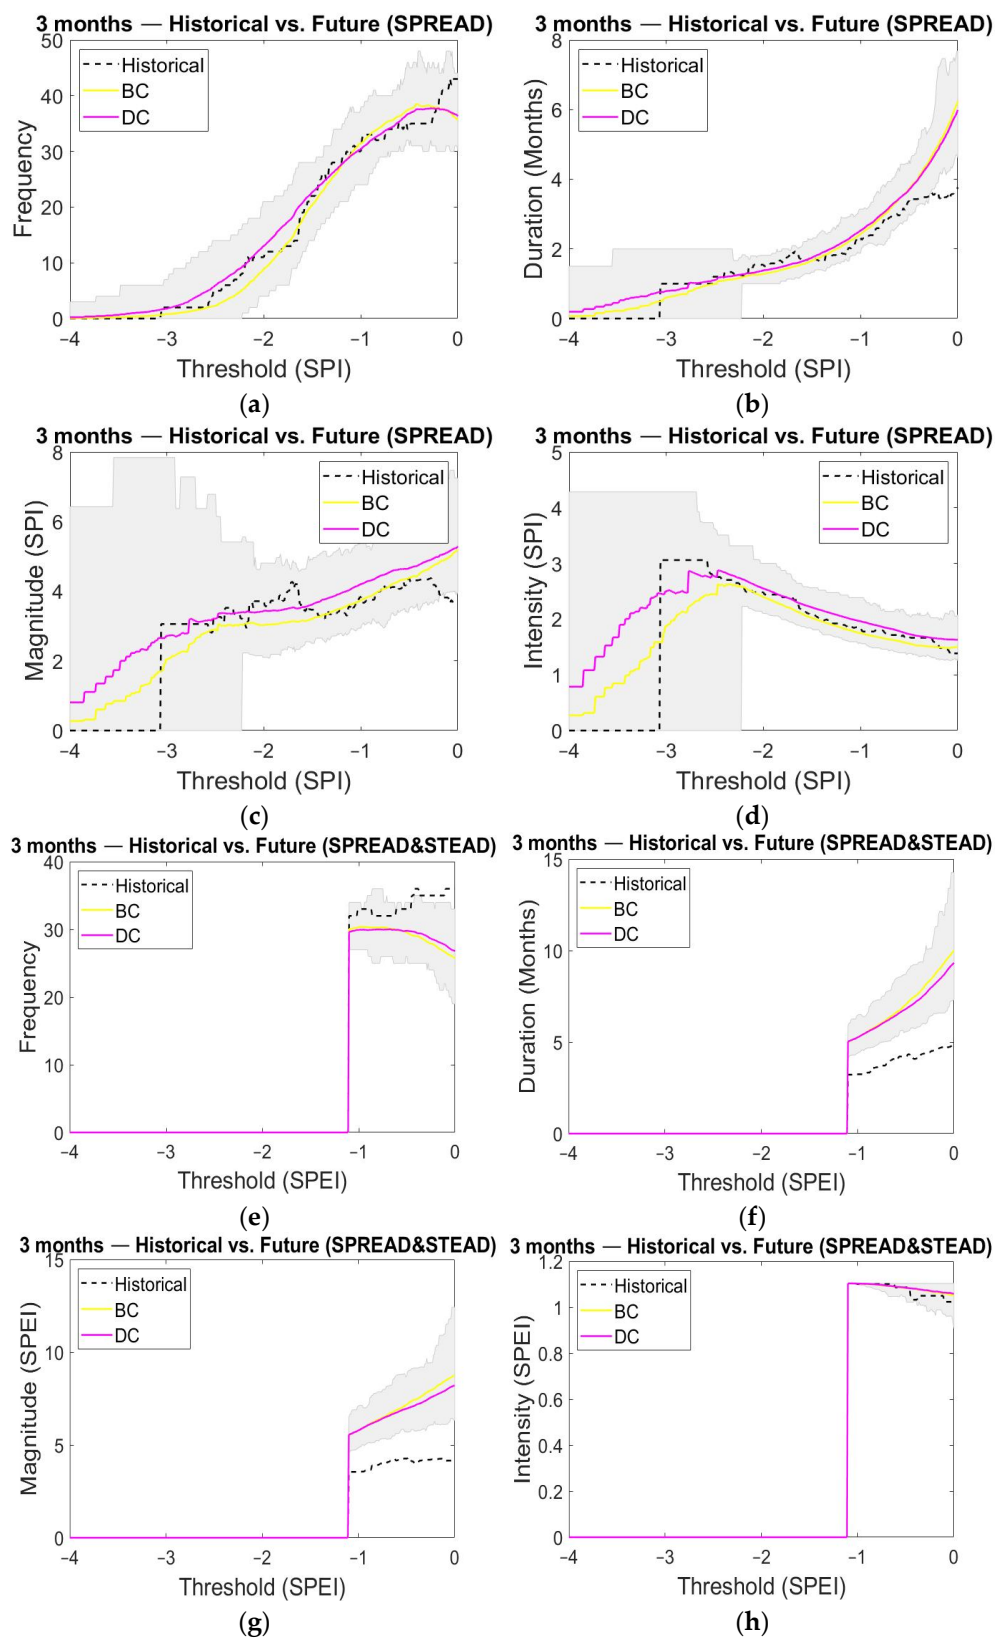 3 months — Historical vs. Future (SPREAD)
50
40
30
20
10
0
Frequency
Historical
BC
DC
−4
−3
−2
−1
0
Threshold (SPI)
(a)
3 months — Historical vs. Future (SPREAD)
8
6
4
2
0
Duration (Months)
Historical
BC
DC
−4
−3
−2
−1
0
Threshold (SPI)
(b)
3 months — Historical vs. Future (SPREAD)
8
6
4
2
0
Magnitude (SPI)
Historical
BC
DC
−4
−3
−2
−1
0
Threshold (SPI)
(c)
3 months — Historical vs. Future (SPREAD)
5
4
3
2
1
0
Intensity (SPI)
Historical
BC
DC
−4
−3
−2
−1
0
Threshold (SPI)
(d)
3 months — Historical vs. Future (SPREAD&STEAD)
40
30
20
10
0
Frequency
Historical
BC
DC
−4
−3
−2
−1
0
Threshold (SPEI)
(e)
3 months — Historical vs. Future (SPREAD&STEAD)
15
10
5
0
Duration (Months)
Historical
BC
DC
−4
−3
−2
−1
0
Threshold (SPEI)
(f)
3 months — Historical vs. Future (SPREAD&STEAD)
15
10
5
0
Magnitude (SPEI)
Historical
BC
DC
−4
−3
−2
−1
0
Threshold (SPEI)
(g)
3 months — Historical vs. Future (SPREAD&STEAD)
1.2
1
0.8
0.6
0.4
0.2
0
Intensity (SPEI)
Historical
BC
DC
−4
−3
−2
−1
0
Threshold (SPEI)
(h)